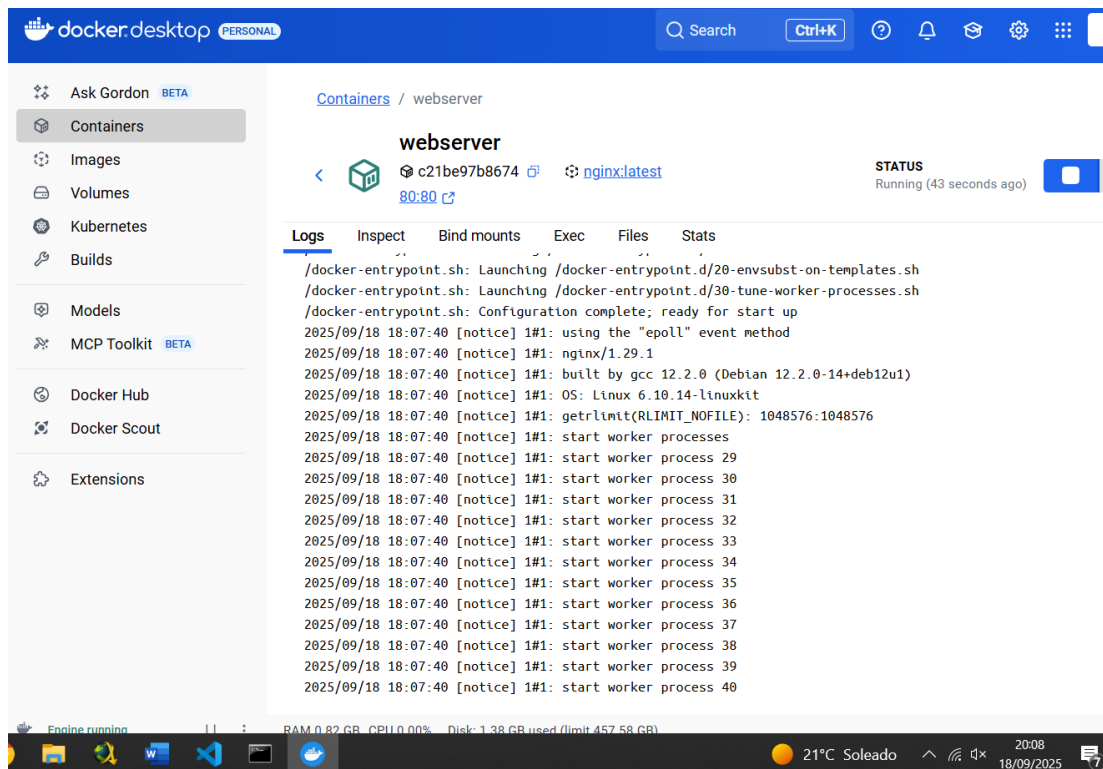 docker.desktop PERSONAL
Search Ctrl+K
Ask Gordon BETA
Containers
Images
Volumes
Kubernetes
Builds
Models
MCP Toolkit BETA
Docker Hub
Docker Scout
Extensions
Containers / webserver
webserver
c21be97b8674 nginx:latest
80:80
STATUS
Running (43 seconds ago)
Logs Inspect Bind mounts Exec Files Stats
/docker-entrypoint.sh: Launching /docker-entrypoint.d/20-envsubst-on-templates.sh
/docker-entrypoint.sh: Launching /docker-entrypoint.d/30-tune-worker-processes.sh
/docker-entrypoint.sh: Configuration complete; ready for start up
2025/09/18 18:07:40 [notice] 1#1: using the "epoll" event method
2025/09/18 18:07:40 [notice] 1#1: nginx/1.29.1
2025/09/18 18:07:40 [notice] 1#1: built by gcc 12.2.0 (Debian 12.2.0-14+deb12u1)
2025/09/18 18:07:40 [notice] 1#1: OS: Linux 6.10.14-linuxkit
2025/09/18 18:07:40 [notice] 1#1: getrlimit(RLIMIT_NOFILE): 1048576:1048576
2025/09/18 18:07:40 [notice] 1#1: start worker processes
2025/09/18 18:07:40 [notice] 1#1: start worker process 29
2025/09/18 18:07:40 [notice] 1#1: start worker process 30
2025/09/18 18:07:40 [notice] 1#1: start worker process 31
2025/09/18 18:07:40 [notice] 1#1: start worker process 32
2025/09/18 18:07:40 [notice] 1#1: start worker process 33
2025/09/18 18:07:40 [notice] 1#1: start worker process 34
2025/09/18 18:07:40 [notice] 1#1: start worker process 35
2025/09/18 18:07:40 [notice] 1#1: start worker process 36
2025/09/18 18:07:40 [notice] 1#1: start worker process 37
2025/09/18 18:07:40 [notice] 1#1: start worker process 38
2025/09/18 18:07:40 [notice] 1#1: start worker process 39
2025/09/18 18:07:40 [notice] 1#1: start worker process 40
Engine running RAM 0.82 GB CPU 0.00% Disk: 1.38 GB used (limit 457.58 GB)
21°C Soleado
20:08
18/09/2025
7